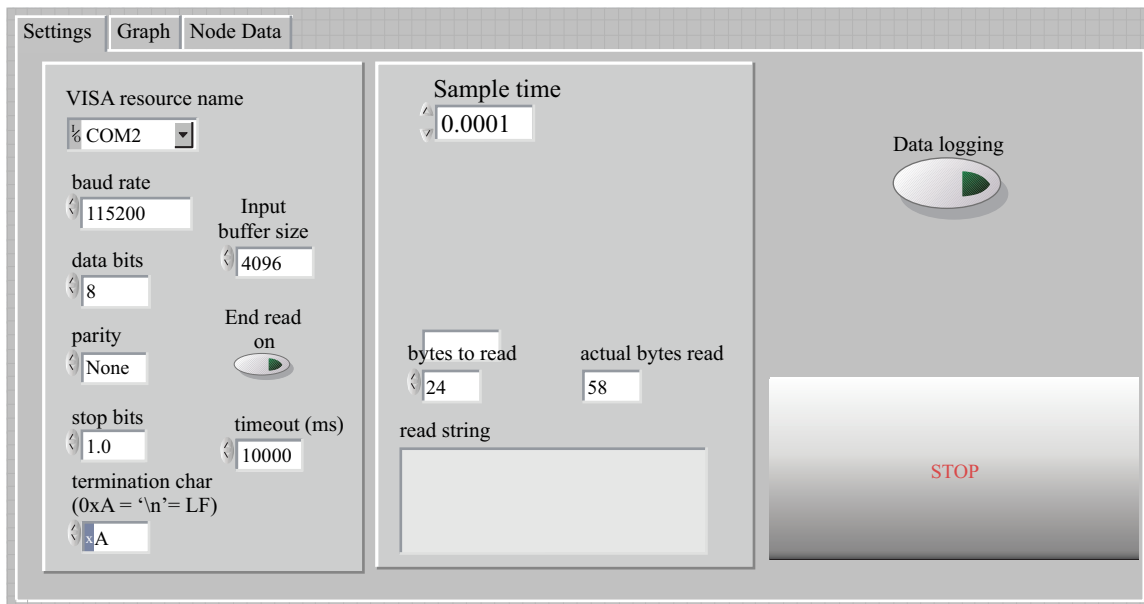 Settings
Graph
Node Data
VISA resource name
I/O COM2
baud rate
115200
Input
buffer size
4096
data bits
8
parity
None
End read
on
stop bits
1.0
timeout (ms)
10000
termination char
(0xA = ‘\n’= LF)
x A
Sample time
0.0001
bytes to read
24
actual bytes read
58
read string
Data logging
STOP